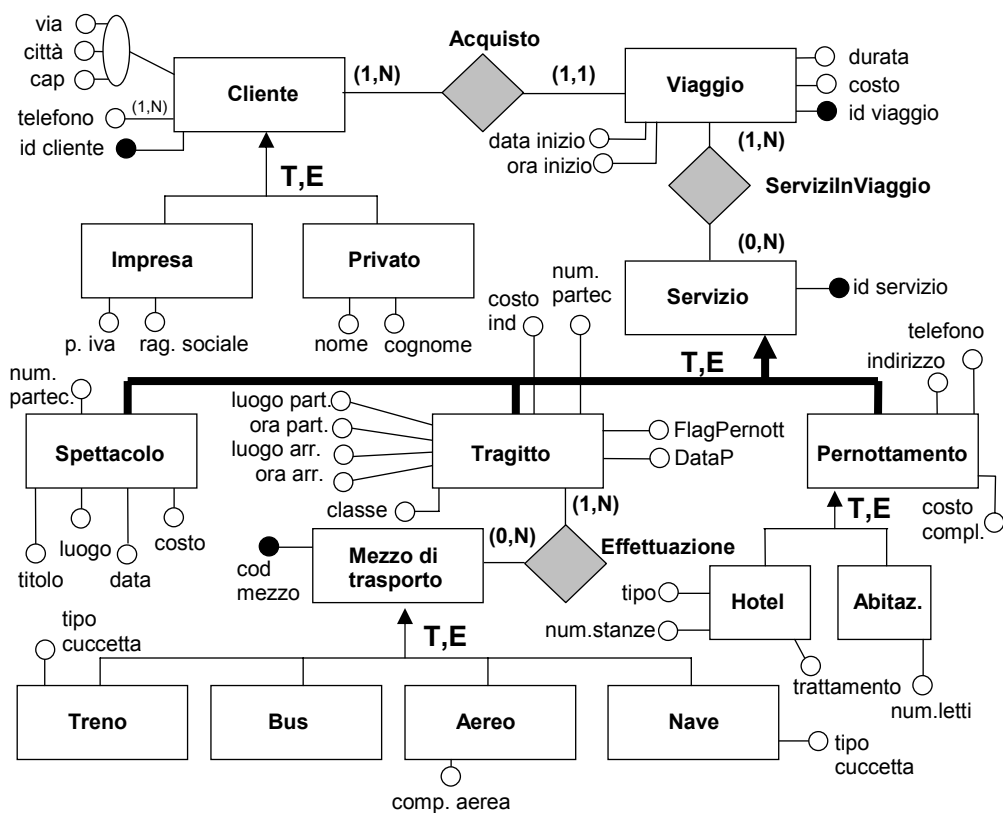 via
città
cap
telefono
(1,N)
id cliente
Cliente
(1,N)
Acquisto
(1,1)
Viaggio
durata
costo
id viaggio
data inizio
ora inizio
(1,N)
ServiziInViaggio
(0,N)
T,E
Impresa
Privato
p. iva
rag. sociale
nome
cognome
Servizio
id servizio
T,E
costo
ind
num.
partec
telefono
indirizzo
num.
partec.
Spettacolo
titolo
luogo
data
costo
luogo part.
ora part.
luogo arr.
ora arr.
classe
Tragitto
FlagPernott
DataP
Pernottamento
costo
compl.
(1,N)
Effettuazione
(0,N)
cod
mezzo
Mezzo di
trasporto
T,E
tipo
num.stanze
Hotel
trattamento
Abitaz.
num.letti
T,E
tipo
cuccetta
Treno
Bus
Aereo
comp. aerea
Nave
tipo
cuccetta